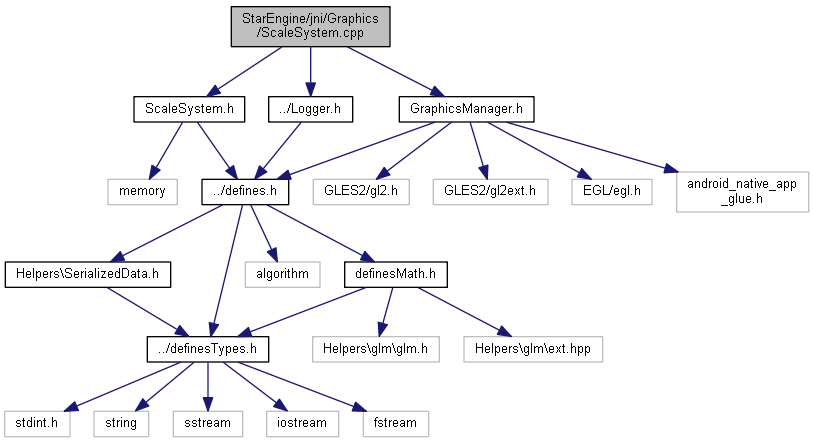 StarEngine/jni/Graphics
/ScaleSystem.cpp
ScaleSystem.h
../Logger.h
GraphicsManager.h
memory
../defines.h
GLES2/gl2.h
GLES2/gl2ext.h
EGL/egl.h
android_native_app
_glue.h
Helpers\SerializedData.h
algorithm
definesMath.h
../definesTypes.h
Helpers\glm\glm.h
Helpers\glm\ext.hpp
stdint.h
string
sstream
iostream
fstream